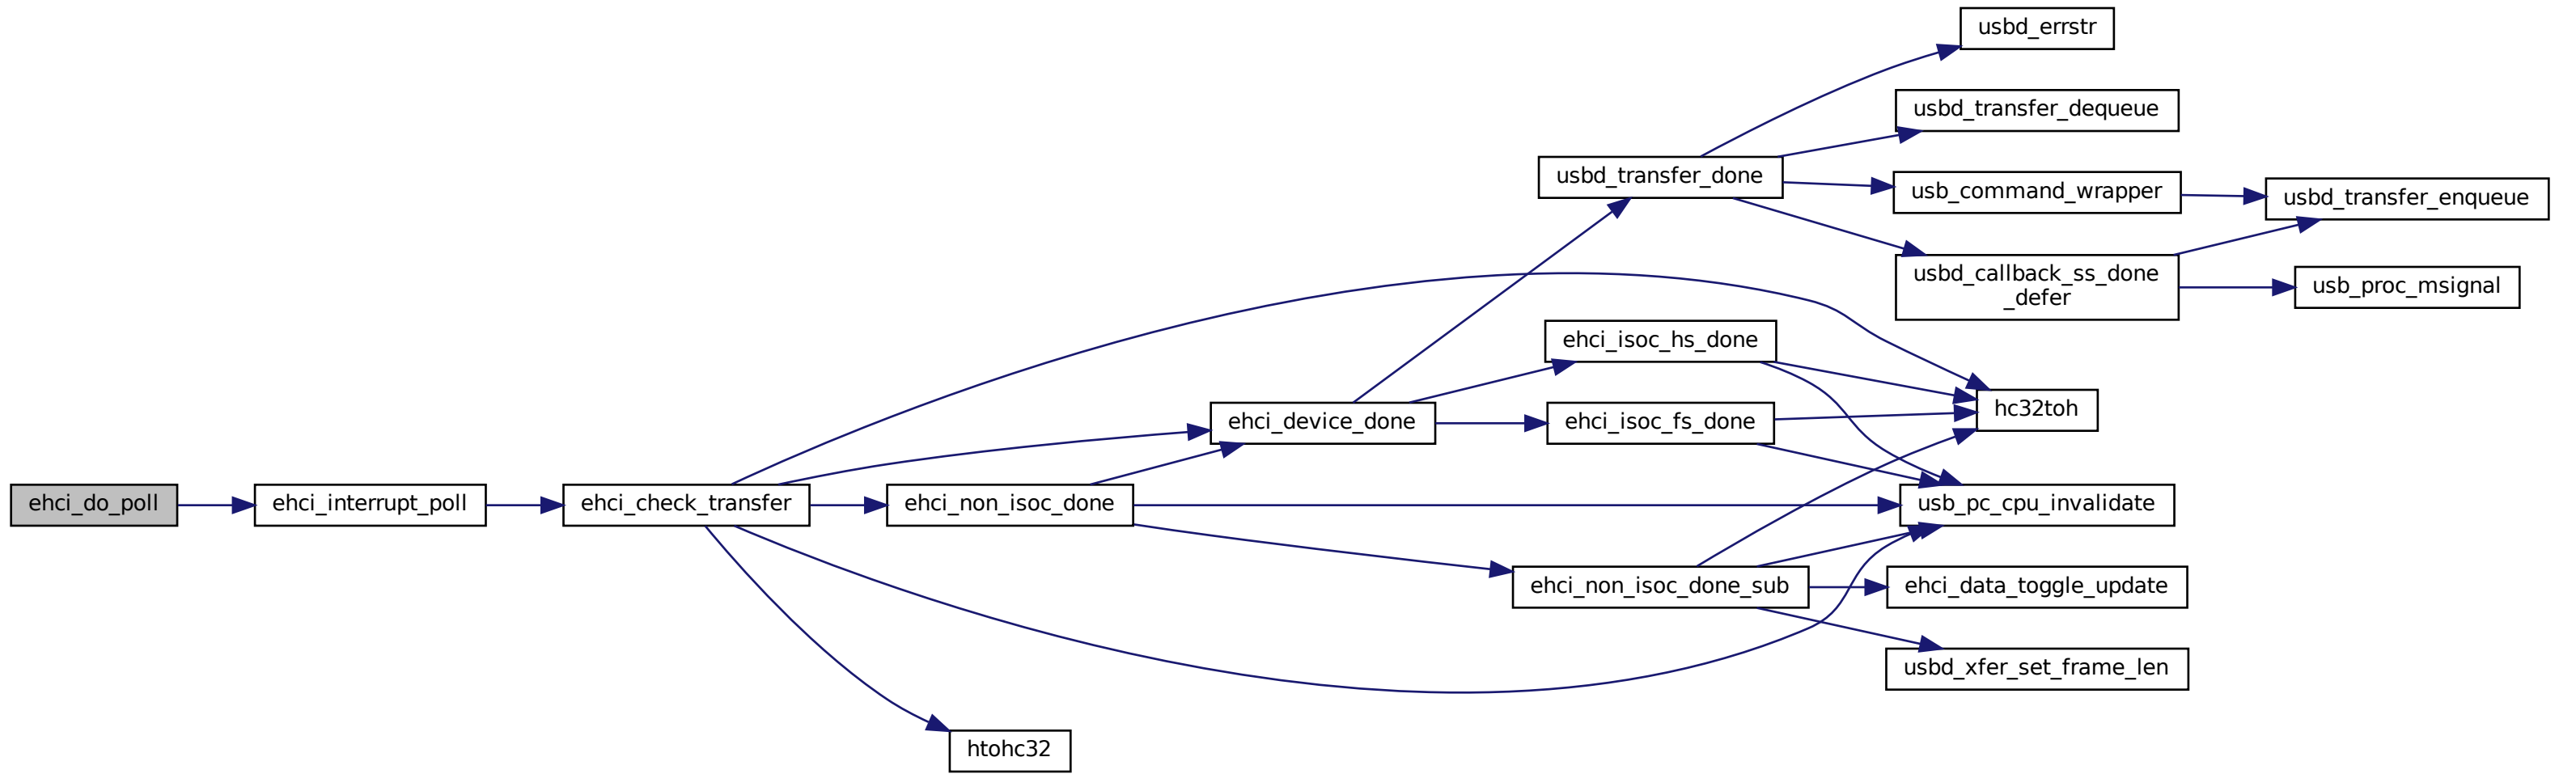 usbd_errstr
usbd_transfer_dequeue
usbd_transfer_done
usb_command_wrapper
usbd_transfer_enqueue
usbd_callback_ss_done
_defer
usb_proc_msignal
ehci_isoc_hs_done
ehci_device_done
ehci_isoc_fs_done
hc32toh
ehci_do_poll
ehci_interrupt_poll
ehci_check_transfer
ehci_non_isoc_done
usb_pc_cpu_invalidate
ehci_non_isoc_done_sub
ehci_data_toggle_update
usbd_xfer_set_frame_len
htohc32